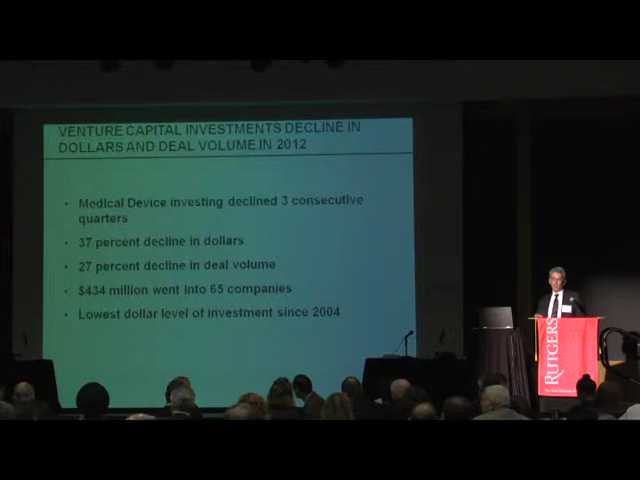 VENTURE CAPITAL INVESTMENTS DECLINE IN
DOLLARS AND DEAL VOLUME IN 2012
• Medical Device investing declined 3 consecutive
quarters
• 37 percent decline in dollars
• 27 percent decline in deal volume
• $434 million went into 65 companies
• Lowest dollar level of investment since 2004
RUTGERS